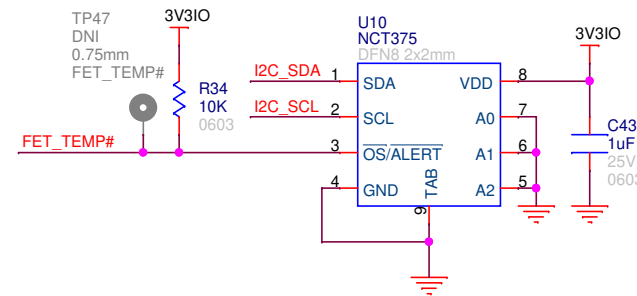 TP47
DNI
0.75mm
FET_TEMP#
3V3IO
R34
10K
0603
FET_TEMP#
I2C_SDA
I2C_SCL
U10
NCT375
DFN8 2x2mm
1 SDA VDD 8
2 SCL A0 7
3 OS/ALERT A1 6
4 GND A2 5
TAB
9
3V3IO
C43
1uF
25V
0603